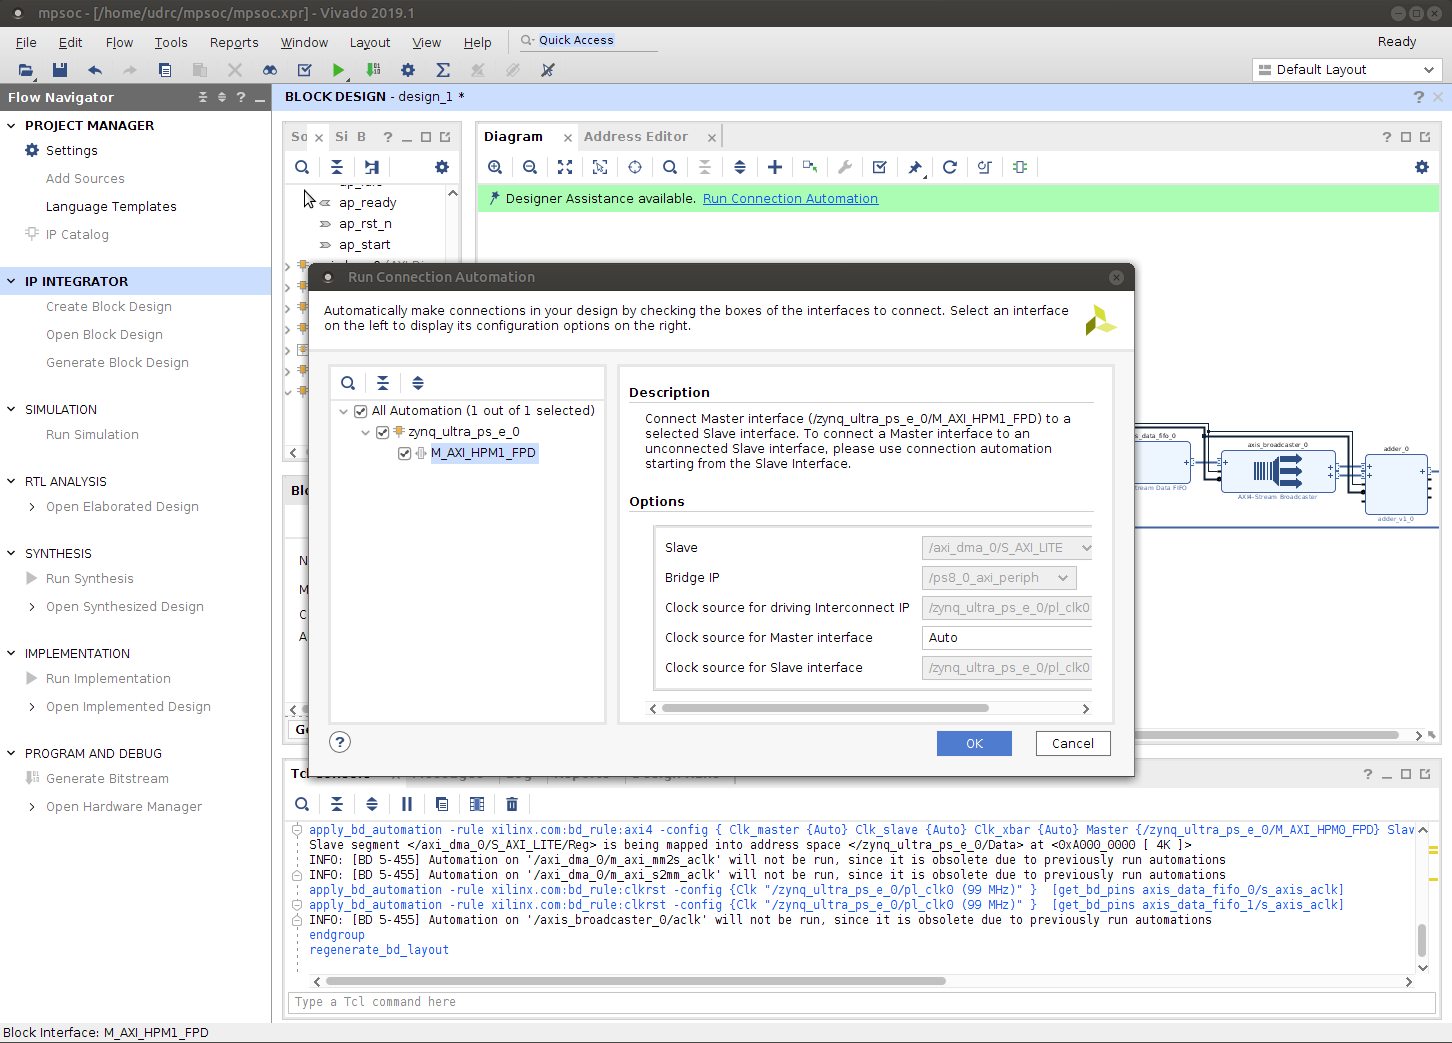 mpsoc - [/home/udrc/mpsoc/mpsoc.xpr] - Vivado 2019.1
File Edit Flow Tools Reports Window Layout View Help Quick Access Ready
Default Layout
Flow Navigator
PROJECT MANAGER
Settings
Add Sources
Language Templates
IP Catalog
IP INTEGRATOR
Create Block Design
Open Block Design
Generate Block Design
SIMULATION
Run Simulation
RTL ANALYSIS
Open Elaborated Design
SYNTHESIS
Run Synthesis
Open Synthesized Design
IMPLEMENTATION
Run Implementation
Open Implemented Design
PROGRAM AND DEBUG
Generate Bitstream
Open Hardware Manager
BLOCK DESIGN - design_1 *
So Si B
ap_ready
ap_rst_n
ap_start
Diagram Address Editor
Designer Assistance available. Run Connection Automation
s_data_fifo_0
tream Data FIFO
axis_broadcaster_0
AXI4-Stream Broadcaster
adder_0
adder_v1_0
Run Connection Automation
Automatically make connections in your design by checking the boxes of the interfaces to connect. Select an interface
on the left to display its configuration options on the right.
All Automation (1 out of 1 selected)
zynq_ultra_ps_e_0
M_AXI_HPM1_FPD
Description
Connect Master interface (/zynq_ultra_ps_e_0/M_AXI_HPM1_FPD) to a
selected Slave interface. To connect a Master interface to an
unconnected Slave interface, please use connection automation
starting from the Slave Interface.
Options
Slave /axi_dma_0/S_AXI_LITE
Bridge IP /ps8_0_axi_periph
Clock source for driving Interconnect IP /zynq_ultra_ps_e_0/pl_clk0
Clock source for Master interface Auto
Clock source for Slave interface /zynq_ultra_ps_e_0/pl_clk0
OK Cancel
apply_bd_automation -rule xilinx.com:bd_rule:axi4 -config { Clk_master {Auto} Clk_slave {Auto} Clk_xbar {Auto} Master {/zynq_ultra_ps_e_0/M_AXI_HPM0_FPD} Slav
Slave segment </axi_dma_0/S_AXI_LITE/Reg> is being mapped into address space </zynq_ultra_ps_e_0/Data> at <0xA000_0000 [ 4K ]>
INFO: [BD 5-455] Automation on '/axi_dma_0/m_axi_mm2s_aclk' will not be run, since it is obsolete due to previously run automations
INFO: [BD 5-455] Automation on '/axi_dma_0/m_axi_s2mm_aclk' will not be run, since it is obsolete due to previously run automations
apply_bd_automation -rule xilinx.com:bd_rule:clkrst -config {Clk "/zynq_ultra_ps_e_0/pl_clk0 (99 MHz)" } [get_bd_pins axis_data_fifo_0/s_axis_aclk]
apply_bd_automation -rule xilinx.com:bd_rule:clkrst -config {Clk "/zynq_ultra_ps_e_0/pl_clk0 (99 MHz)" } [get_bd_pins axis_data_fifo_1/s_axis_aclk]
INFO: [BD 5-455] Automation on '/axis_broadcaster_0/aclk' will not be run, since it is obsolete due to previously run automations
endgroup
regenerate_bd_layout
Type a Tcl command here
Block Interface: M_AXI_HPM1_FPD